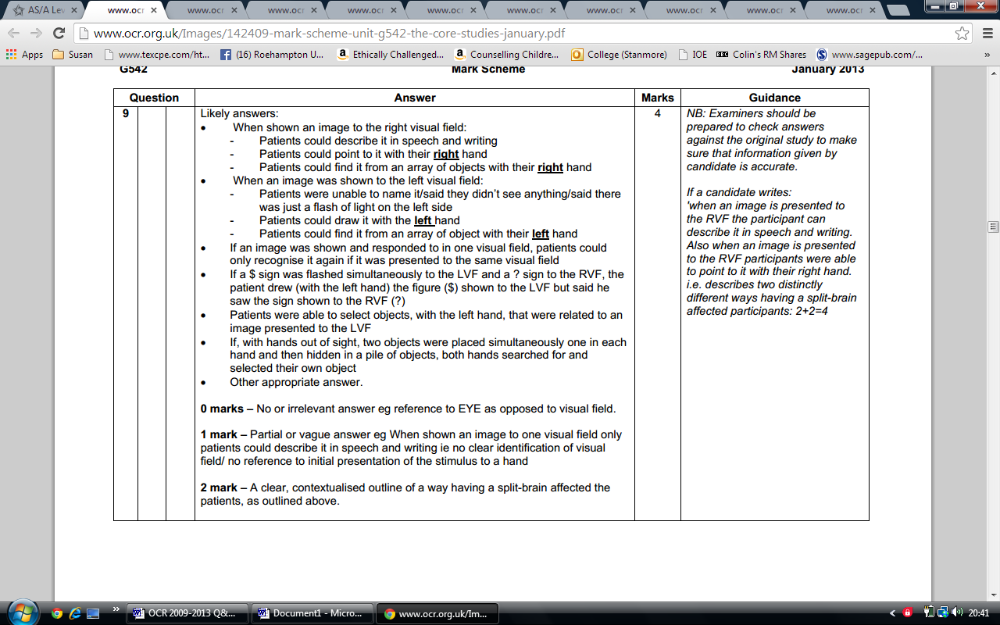 AS/A Lev
www.ocr
www.ocr
www.ocr
www.ocr
www.ocr
www.ocr
www.ocr
www.ocr
www.ocr
www.ocr
www.ocr.org.uk/Images/142409-mark-scheme-unit-g542-the-core-studies-january.pdf
Apps Susan www.texcpe.com/ht... (16) Roehampton U... Ethically Challenged... Counselling Childre... College (Stanmore) IOE Colin's RM Shares www.sagepub.com/... »
G542 Mark Scheme January 2013
Question Answer Marks Guidance
9 Likely answers: 4
• When shown an image to the right visual field:
- Patients could describe it in speech and writing
- Patients could point to it with their right hand
- Patients could find it from an array of objects with their right hand
• When an image was shown to the left visual field:
- Patients were unable to name it/said they didn't see anything/said there
was just a flash of light on the left side
- Patients could draw it with the left hand
- Patients could find it from an array of object with their left hand
• If an image was shown and responded to in one visual field, patients could
only recognise it again if it was presented to the same visual field
• If a $ sign was flashed simultaneously to the LVF and a ? sign to the RVF, the
patient drew (with the left hand) the figure ($) shown to the LVF but said he
saw the sign shown to the RVF (?)
• Patients were able to select objects, with the left hand, that were related to an
image presented to the LVF
• If, with hands out of sight, two objects were placed simultaneously one in each
hand and then hidden in a pile of objects, both hands searched for and
selected their own object
• Other appropriate answer.
0 marks – No or irrelevant answer eg reference to EYE as opposed to visual field.
1 mark – Partial or vague answer eg When shown an image to one visual field only
patients could describe it in speech and writing ie no clear identification of visual
field/ no reference to initial presentation of the stimulus to a hand
2 mark – A clear, contextualised outline of a way having a split-brain affected the
patients, as outlined above.
NB: Examiners should be
prepared to check answers
against the original study to make
sure that information given by
candidate is accurate.
If a candidate writes:
'when an image is presented to
the RVF the participant can
describe it in speech and writing.
Also when an image is presented
to the RVF participants were able
to point to it with their right hand.
i.e. describes two distinctly
different ways having a split-brain
affected participants: 2+2=4
» OCR 2009-2013 Q&... Document1 - Micro... www.ocr.org.uk/Im... 20:41